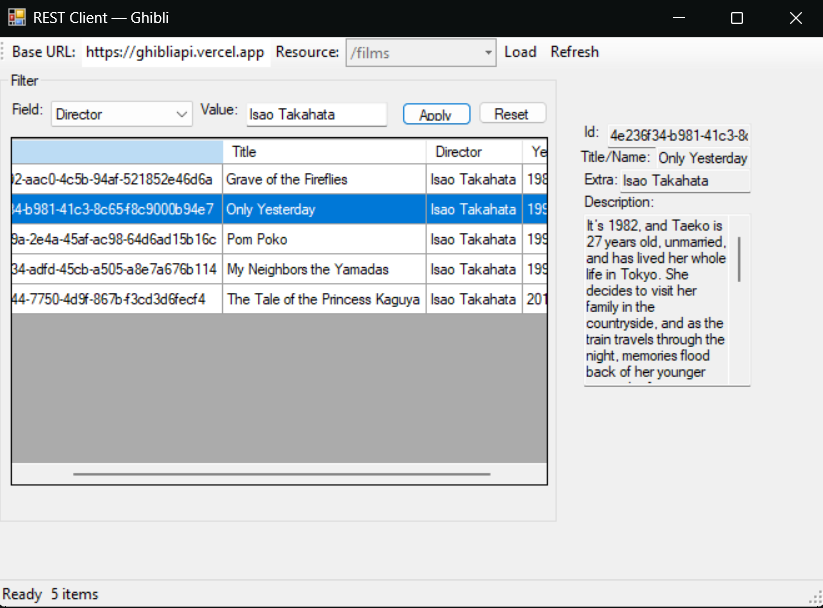 REST Client — Ghibli
Base URL: https://ghibliapi.vercel.app Resource: /films Load Refresh
Filter
Field: Director Value: Isao Takahata Apply Reset
Title Director Ye
02-aac0-4c5b-94af-521852e46d6a Grave of the Fireflies Isao Takahata 198
34-b981-41c3-8c65-f8c9000b94e7 Only Yesterday Isao Takahata 199
9a-2e4a-45af-ac98-64d6ad15b16c Pom Poko Isao Takahata 199
34-adfd-45cb-a505-a8e7a676b114 My Neighbors the Yamadas Isao Takahata 199
44-7750-4d9f-867b-f3cd3d6fecf4 The Tale of the Princess Kaguya Isao Takahata 201
Id: 4e236f34-b981-41c3-8c
Title/Name: Only Yesterday
Extra: Isao Takahata
Description:
It's 1982, and Taeko is
27 years old, unmarried,
and has lived her whole
life in Tokyo. She
decides to visit her
family in the
countryside, and as the
train travels through the
night, memories flood
back of her younger
Ready 5 items